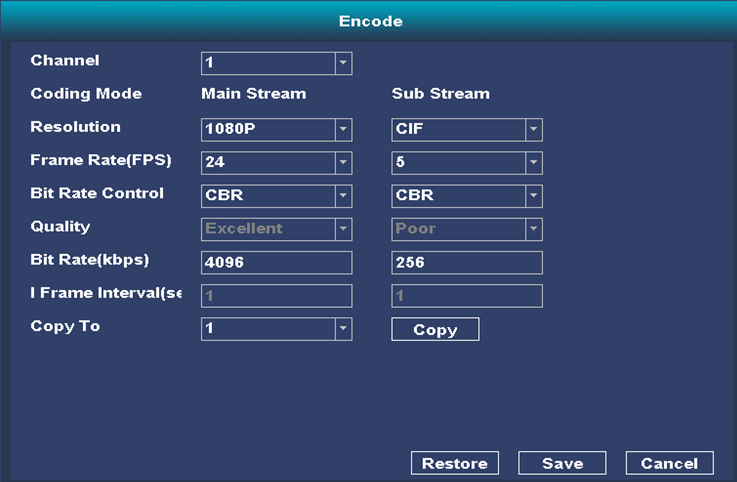 Encode
Channel 1
Coding Mode Main Stream Sub Stream
Resolution 1080P CIF
Frame Rate(FPS) 24 5
Bit Rate Control CBR CBR
Quality Excellent Poor
Bit Rate(kbps) 4096 256
I Frame Interval(se 1 1
Copy To 1 Copy
Restore Save Cancel